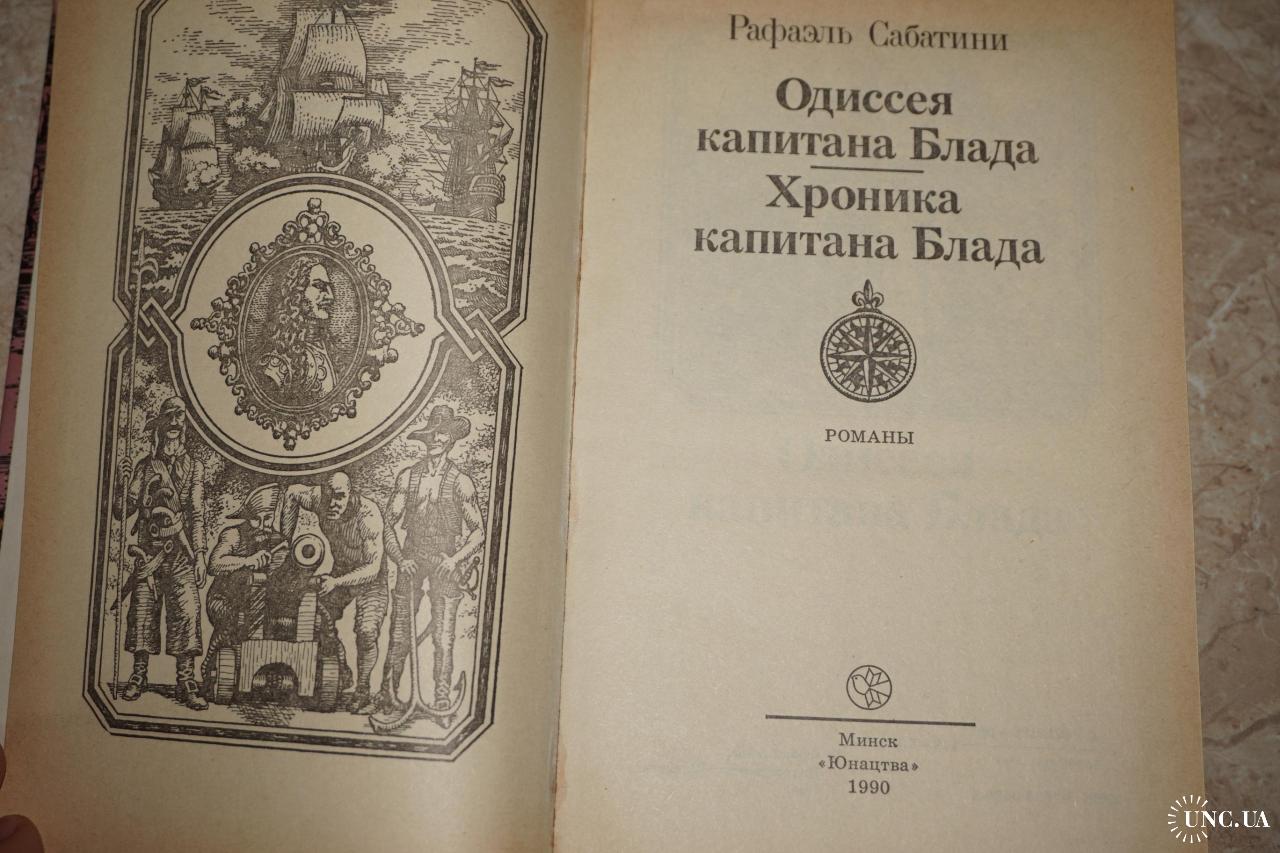 Рафаэль Сабатини
Одиссея
капитана Блада
Хроника
капитана Блада
РОМАНЫ
Минск
«Юнацтва»
1990
UNC.UA